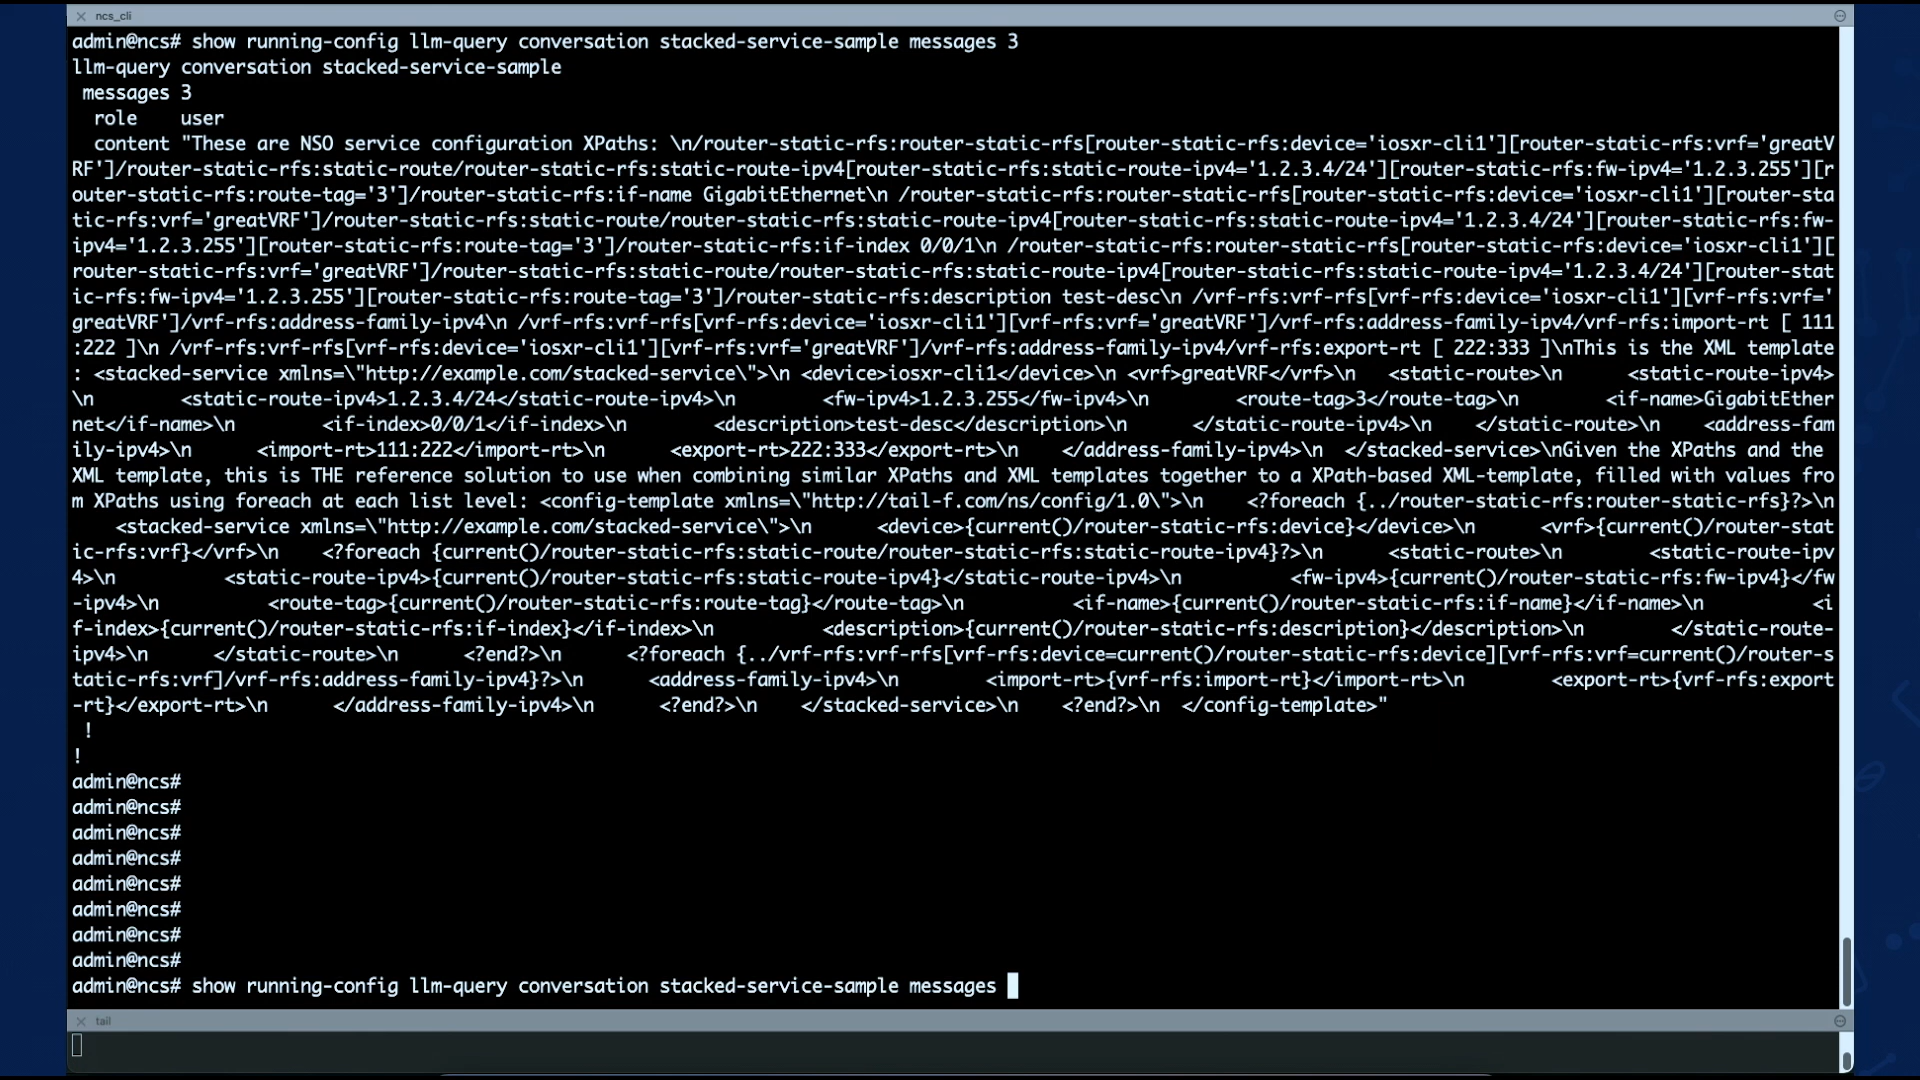 ncs_cli
admin@ncs# show running-config llm-query conversation stacked-service-sample messages 3
llm-query conversation stacked-service-sample
messages 3
role    user
content "These are NSO service configuration XPaths: \n/router-static-rfs:router-static-rfs[router-static-rfs:device='iosxr-cli1'][router-static-rfs:vrf='greatV
RF']/router-static-rfs:static-route/router-static-rfs:static-route-ipv4[router-static-rfs:static-route-ipv4='1.2.3.4/24'][router-static-rfs:fw-ipv4='1.2.3.255'][r
outer-static-rfs:route-tag='3']/router-static-rfs:if-name GigabitEthernet\n /router-static-rfs:router-static-rfs[router-static-rfs:device='iosxr-cli1'][router-sta
tic-rfs:vrf='greatVRF']/router-static-rfs:static-route/router-static-rfs:static-route-ipv4[router-static-rfs:static-route-ipv4='1.2.3.4/24'][router-static-rfs:fw-
ipv4='1.2.3.255'][router-static-rfs:route-tag='3']/router-static-rfs:if-index 0/0/1\n /router-static-rfs:router-static-rfs[router-static-rfs:device='iosxr-cli1'][
router-static-rfs:vrf='greatVRF']/router-static-rfs:static-route/router-static-rfs:static-route-ipv4[router-static-rfs:static-route-ipv4='1.2.3.4/24'][router-stat
ic-rfs:fw-ipv4='1.2.3.255'][router-static-rfs:route-tag='3']/router-static-rfs:description test-desc\n /vrf-rfs:vrf-rfs[vrf-rfs:device='iosxr-cli1'][vrf-rfs:vrf='
greatVRF']/vrf-rfs:address-family-ipv4\n /vrf-rfs:vrf-rfs[vrf-rfs:device='iosxr-cli1'][vrf-rfs:vrf='greatVRF']/vrf-rfs:address-family-ipv4/vrf-rfs:import-rt [ 111
:222 ]\n /vrf-rfs:vrf-rfs[vrf-rfs:device='iosxr-cli1'][vrf-rfs:vrf='greatVRF']/vrf-rfs:address-family-ipv4/vrf-rfs:export-rt [ 222:333 ]\nThis is the XML template
: <stacked-service xmlns=\"http://example.com/stacked-service\">\n <device>iosxr-cli1</device>\n <vrf>greatVRF</vrf>\n   <static-route>\n      <static-route-ipv4>
\n        <static-route-ipv4>1.2.3.4/24</static-route-ipv4>\n        <fw-ipv4>1.2.3.255</fw-ipv4>\n        <route-tag>3</route-tag>\n        <if-name>GigabitEther
net</if-name>\n        <if-index>0/0/1</if-index>\n        <description>test-desc</description>\n        </static-route-ipv4>\n      </static-route>\n      <address-fam
ily-ipv4>\n      <import-rt>111:222</import-rt>\n      <export-rt>222:333</export-rt>\n    </address-family-ipv4>\n  </stacked-service>\nGiven the XPaths and the
XML template, this is THE reference solution to use when combining similar XPaths and XML templates together to a XPath-based XML-template, filled with values fro
m XPaths using foreach at each list level: <config-template xmlns=\"http://tail-f.com/ns/config/1.0\">\n    <?foreach {../router-static-rfs:router-static-rfs}?>\n
<stacked-service xmlns=\"http://example.com/stacked-service\">\n      <device>{current()/router-static-rfs:device}</device>\n      <vrf>{current()/router-stat
ic-rfs:vrf}</vrf>\n    <?foreach {current()/router-static-rfs:static-route/router-static-rfs:static-route-ipv4}?>\n      <static-route>\n        <static-route-ipv
4>\n          <static-route-ipv4>{current()/router-static-rfs:static-route-ipv4}</static-route-ipv4>\n          <fw-ipv4>{current()/router-static-rfs:fw-ipv4}</fw
-ipv4>\n          <route-tag>{current()/router-static-rfs:route-tag}</route-tag>\n          <if-name>{current()/router-static-rfs:if-name}</if-name>\n          <i
f-index>{current()/router-static-rfs:if-index}</if-index>\n          <description>{current()/router-static-rfs:description}</description>\n          </static-route-
ipv4>\n      </static-route>\n      <?end?>\n      <?foreach {../vrf-rfs:vrf-rfs[vrf-rfs:device=current()/router-static-rfs:device][vrf-rfs:vrf=current()/router-s
tatic-rfs:vrf]/vrf-rfs:address-family-ipv4}?>\n      <address-family-ipv4>\n        <import-rt>{vrf-rfs:import-rt}</import-rt>\n        <export-rt>{vrf-rfs:export
-rt}</export-rt>\n      </address-family-ipv4>\n      <?end?>\n    </stacked-service>\n    <?end?>\n  </config-template>"
!
!
admin@ncs#
admin@ncs#
admin@ncs#
admin@ncs#
admin@ncs#
admin@ncs#
admin@ncs#
admin@ncs#
admin@ncs# show running-config llm-query conversation stacked-service-sample messages
tail